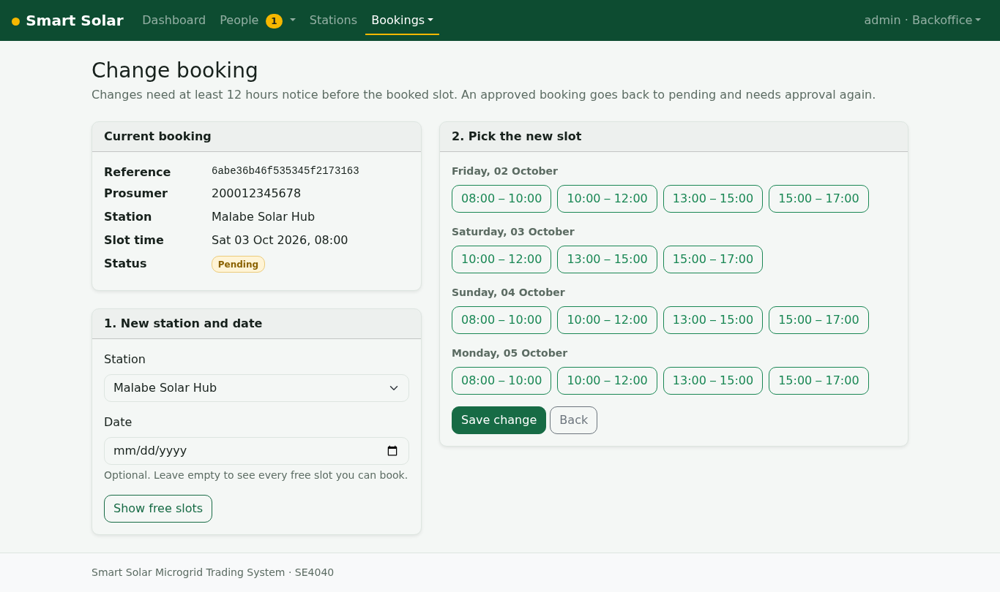 Smart Solar Dashboard People 1 Stations Bookings admin · Backoffice
Change booking
Changes need at least 12 hours notice before the booked slot. An approved booking goes back to pending and needs approval again.
Current booking
Reference 6abe36b46f535345f2173163
Prosumer 200012345678
Station Malabe Solar Hub
Slot time Sat 03 Oct 2026, 08:00
Status Pending
1. New station and date
Station
Malabe Solar Hub
Date
mm/dd/yyyy
Optional. Leave empty to see every free slot you can book.
Show free slots
2. Pick the new slot
Friday, 02 October
08:00 – 10:00 10:00 – 12:00 13:00 – 15:00 15:00 – 17:00
Saturday, 03 October
10:00 – 12:00 13:00 – 15:00 15:00 – 17:00
Sunday, 04 October
08:00 – 10:00 10:00 – 12:00 13:00 – 15:00 15:00 – 17:00
Monday, 05 October
08:00 – 10:00 10:00 – 12:00 13:00 – 15:00 15:00 – 17:00
Save change Back
Smart Solar Microgrid Trading System · SE4040